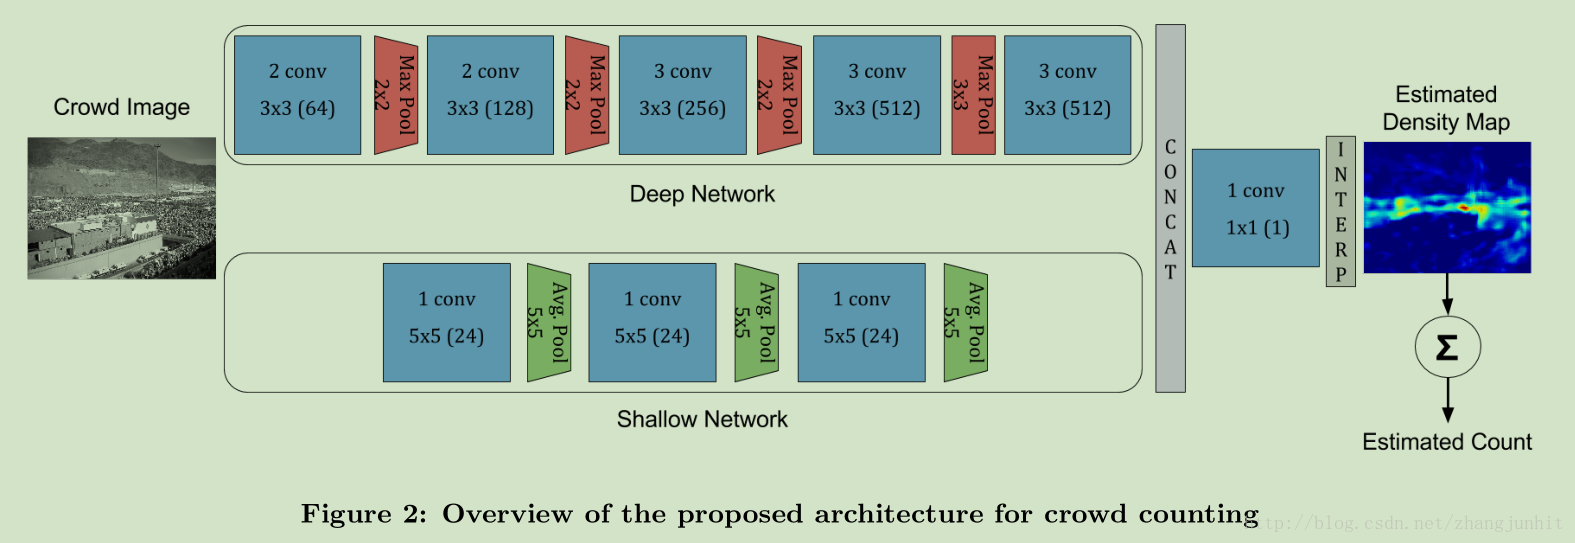 Crowd Image
2 conv
3x3 (64)
Max Pool
2x2
2 conv
3x3 (128)
Max Pool
2x2
3 conv
3x3 (256)
Max Pool
2x2
3 conv
3x3 (512)
Max Pool
3x3
3 conv
3x3 (512)
Deep Network
1 conv
5x5 (24)
Avg. Pool
5x5
1 conv
5x5 (24)
Avg. Pool
5x5
1 conv
5x5 (24)
Avg. Pool
5x5
Shallow Network
CONCAT
1 conv
1x1 (1)
INTERP
Estimated
Density Map
Σ
Estimated Count
Figure 2: Overview of the proposed architecture for crowd counting
http://blog.csdn.net/zhangjunhit